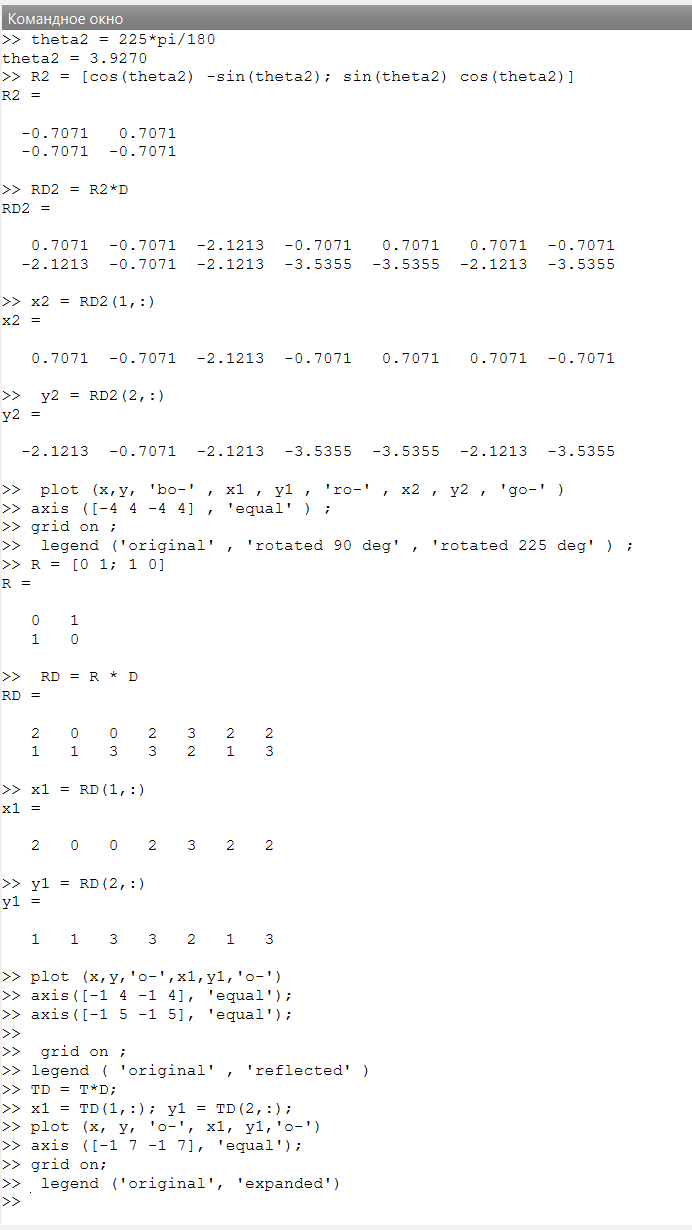 Командное окно
>> theta2 = 225*pi/180
theta2 = 3.9270
>> R2 = [cos(theta2) -sin(theta2); sin(theta2) cos(theta2)]
R2 =
-0.7071 0.7071
-0.7071 -0.7071
>> RD2 = R2*D
RD2 =
0.7071 -0.7071 -2.1213 -0.7071 0.7071 0.7071 -0.7071
-2.1213 -0.7071 -2.1213 -3.5355 -3.5355 -2.1213 -3.5355
>> x2 = RD2(1,:)
x2 =
0.7071 -0.7071 -2.1213 -0.7071 0.7071 0.7071 -0.7071
>> y2 = RD2(2,:)
y2 =
-2.1213 -0.7071 -2.1213 -3.5355 -3.5355 -2.1213 -3.5355
>> plot (x,y, 'bo-' , x1 , y1 , 'ro-' , x2 , y2 , 'go-' )
>> axis ([-4 4 -4 4] , 'equal' ) ;
>> grid on ;
>> legend ('original' , 'rotated 90 deg' , 'rotated 225 deg' ) ;
>> R = [0 1; 1 0]
R =
0 1
1 0
>> RD = R * D
RD =
2 0 0 2 3 2 2
1 1 3 3 2 1 3
>> x1 = RD(1,:)
x1 =
2 0 0 2 3 2 2
>> y1 = RD(2,:)
y1 =
1 1 3 3 2 1 3
>> plot (x,y,'o-',x1,y1,'o-')
>> axis([-1 4 -1 4], 'equal');
>> axis([-1 5 -1 5], 'equal');
>>
>> grid on ;
>> legend ( 'original' , 'reflected' )
>> TD = T*D;
>> x1 = TD(1,:); y1 = TD(2,:);
>> plot (x, y, 'o-', x1, y1,'o-')
>> axis ([-1 7 -1 7], 'equal');
>> grid on;
>> legend ('original', 'expanded')
>>